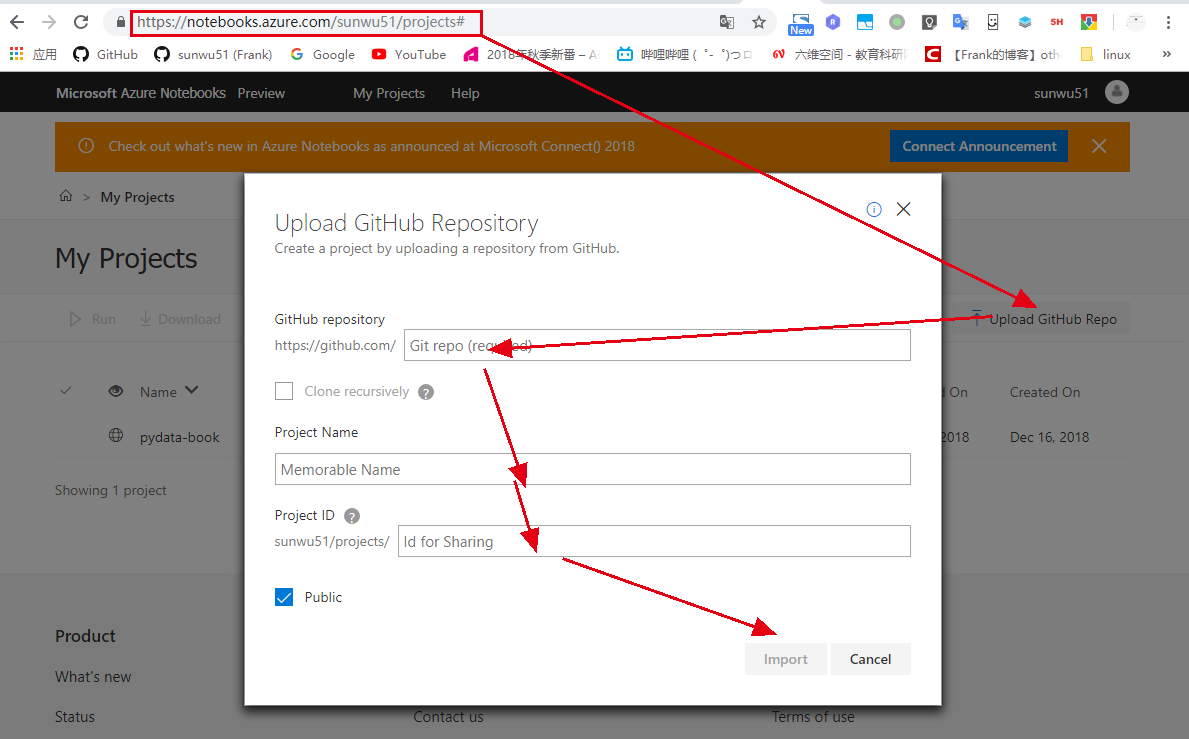 https://notebooks.azure.com/sunwu51/projects#
New
R
5H
应用
GitHub
sunwu51 (Frank)
Google
YouTube
2018年秋季新番 – A
哔哩哔哩 ( ゜- ゜)つロ
六维空间 - 教育科研
【Frank的博客】oth
linux
»
Microsoft Azure Notebooks Preview My Projects Help sunwu51
Check out what's new in Azure Notebooks as announced at Microsoft Connect() 2018
Connect Announcement
> My Projects
My Projects
Run
Download
Upload GitHub Repo
Name
On
Created On
pydata-book
2018
Dec 16, 2018
Showing 1 project
Upload GitHub Repository
Create a project by uploading a repository from GitHub.
GitHub repository
https://github.com/
Git repo (required)
Clone recursively ?
Project Name
Memorable Name
Project ID ?
sunwu51/projects/
Id for Sharing
Public
Import
Cancel
Product
What's new
Status
Contact us
Terms of use